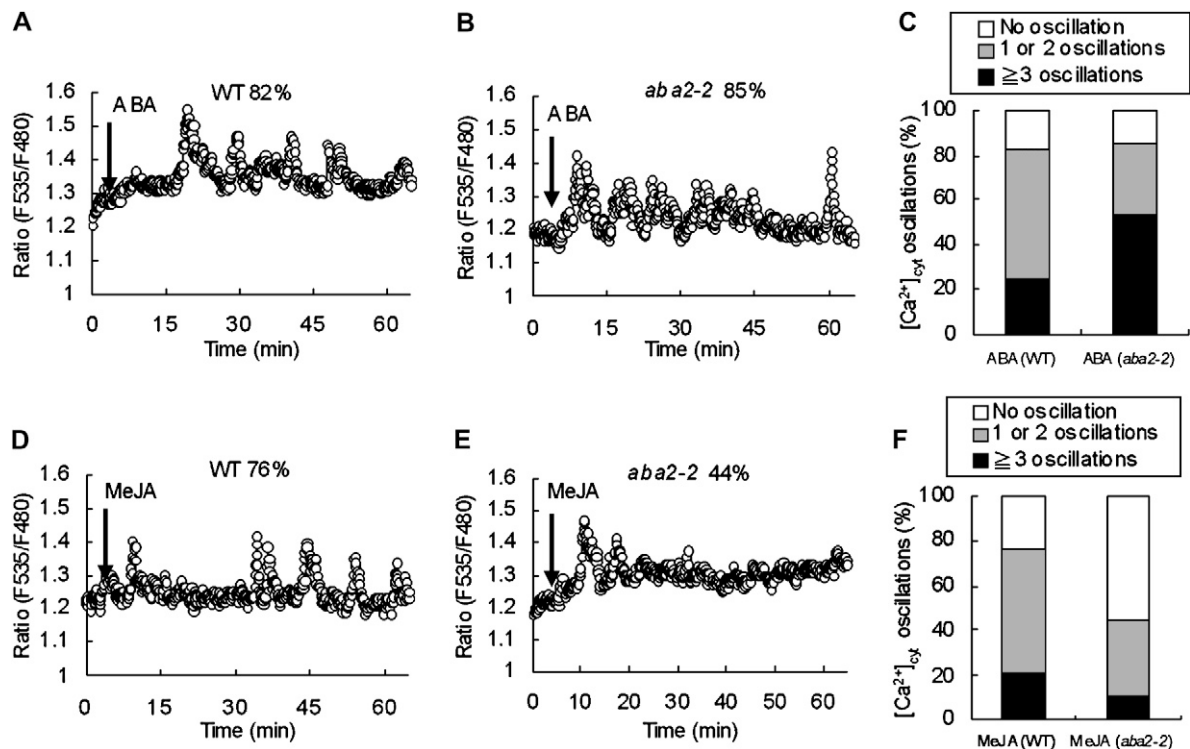 A
WT 82%
ABA
Ratio (F535/F480)
1.6
1.5
1.4
1.3
1.2
1.1
1
0 15 30 45 60
Time (min)
B
aba2-2 85%
ABA
Ratio (F535/F480)
1.6
1.5
1.4
1.3
1.2
1.1
1
0 15 30 45 60
Time (min)
C
No oscillation
1 or 2 oscillations
≧3 oscillations
[Ca²⁺]cyt oscillations (%)
100
80
60
40
20
0
ABA (WT) ABA (aba2-2)
D
WT 76%
MeJA
Ratio (F535/F480)
1.6
1.5
1.4
1.3
1.2
1.1
1
0 15 30 45 60
Time (min)
E
aba2-2 44%
MeJA
Ratio (F535/F480)
1.6
1.5
1.4
1.3
1.2
1.1
1
0 10 20 30 40 50 60
Time (min)
F
No oscillation
1 or 2 oscillations
≧3 oscillations
[Ca²⁺]cyt oscillations (%)
100
80
60
40
20
0
MeJA (WT) MeJA (aba2-2)